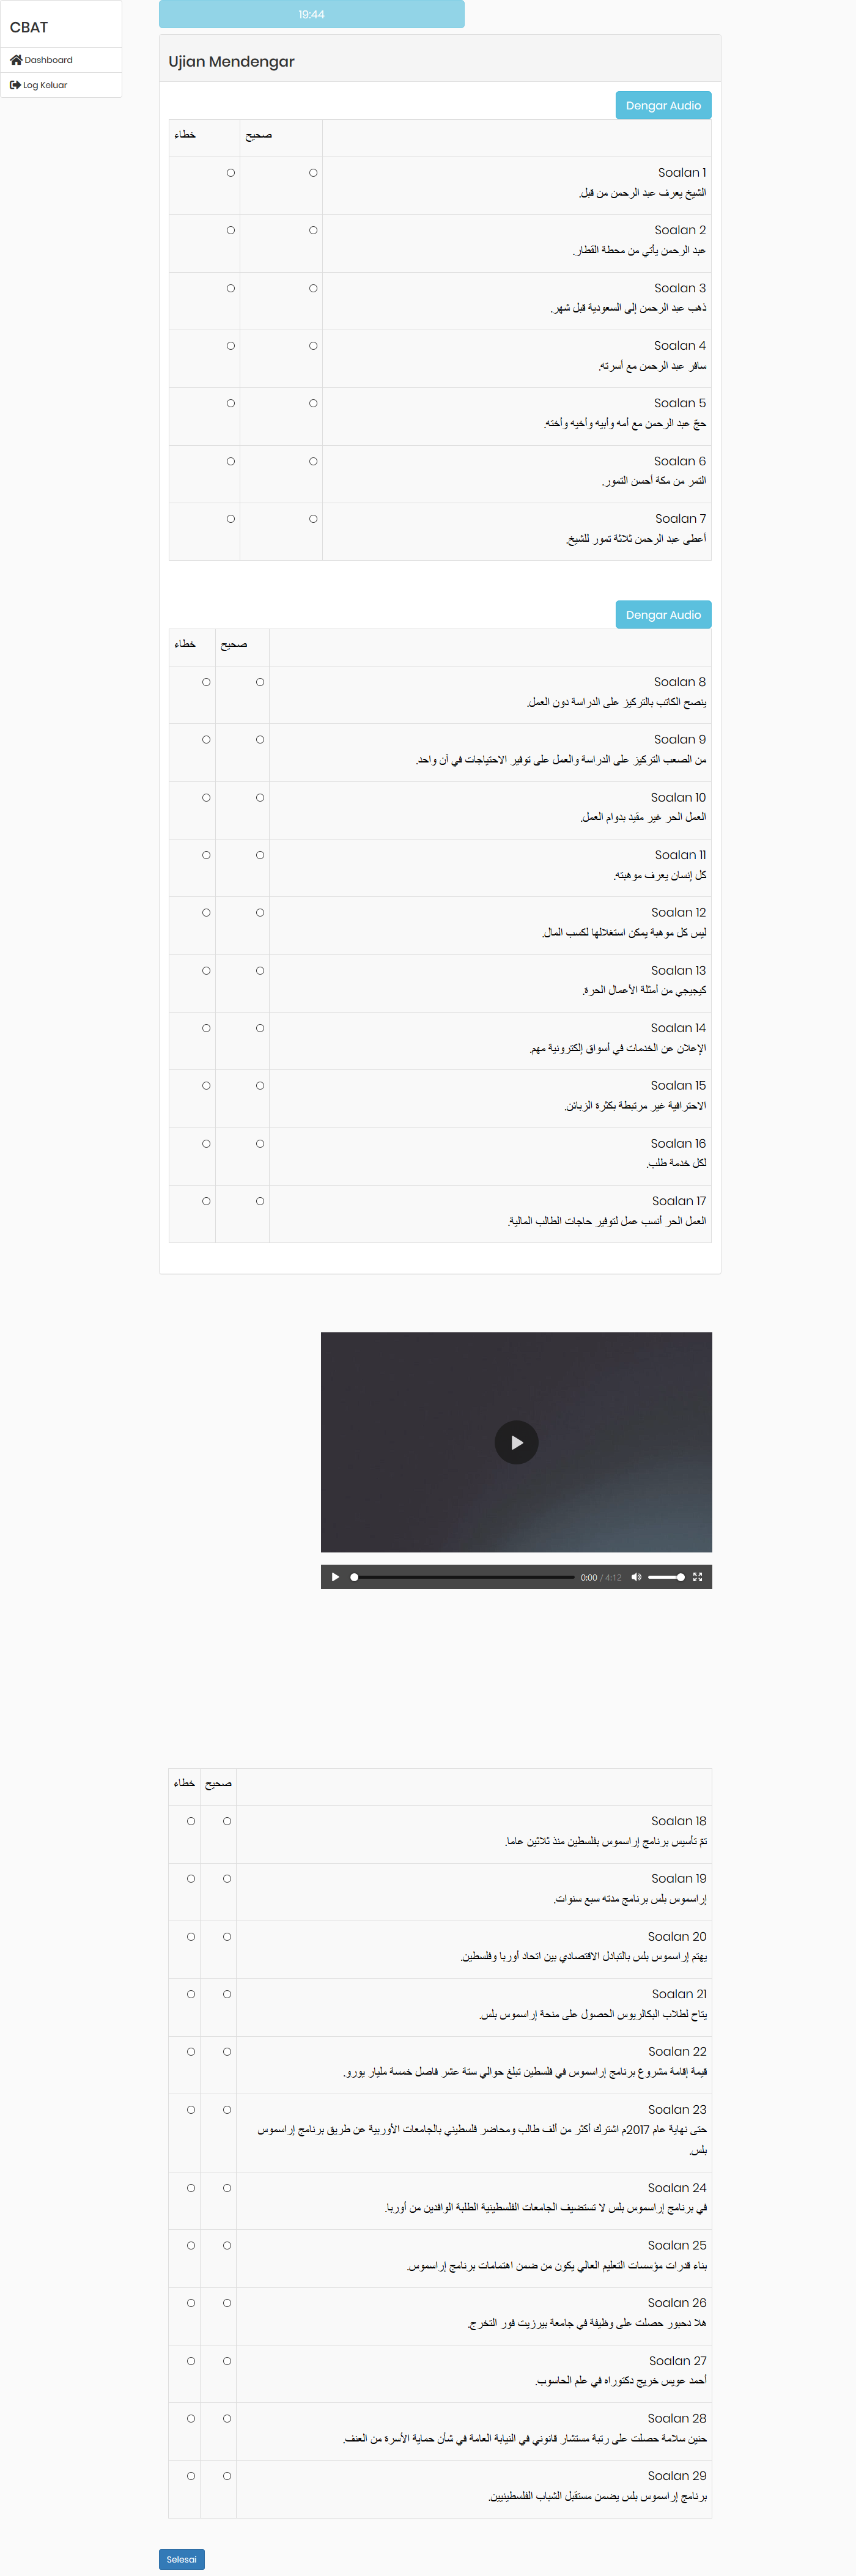 CBAT
Dashboard
Log Keluar
19:44
Ujian Mendengar
Dengar Audio
صحيح
خطاء
Soalan 1
الشيخ يعرف عبد الرحمن من قبل.
Soalan 2
عبد الرحمن يأتي من محطة القطار.
Soalan 3
ذهب عبد الرحمن إلى السعودية قبل شهر.
Soalan 4
سافر عبد الرحمن مع أسرته.
Soalan 5
حجّ عبد الرحمن مع أمه وأبيه وأخيه وأخته.
Soalan 6
التمر من مكة أحسن التمور.
Soalan 7
أعطى عبد الرحمن ثلاثة تمور للشيخ.
Dengar Audio
صحيح
خطاء
Soalan 8
ينصح الكاتب بالتركيز على الدراسة دون العمل.
Soalan 9
من الصعب التركيز على الدراسة والعمل على توفير الاحتياجات في آن واحد.
Soalan 10
العمل الحر غير مقيد بدوام العمل.
Soalan 11
كل إنسان يعرف موهبته.
Soalan 12
ليس كل موهبة يمكن استغلالها لكسب المال.
Soalan 13
كيجيجي من أمثلة الأعمال الحرة.
Soalan 14
الإعلان عن الخدمات في أسواق إلكترونية مهم.
Soalan 15
الاحترافية غير مرتبطة بكثرة الزبائن.
Soalan 16
لكل خدمة طلب.
Soalan 17
العمل الحر أنسب عمل لتوفير حاجات الطالب المالية.
0:00 / 4:12
صحيح
خطاء
Soalan 18
تمّ تأسيس برنامج إراسموس بفلسطين منذ ثلاثين عاما.
Soalan 19
إراسموس بلس برنامج مدته سبع سنوات.
Soalan 20
يهتم إراسموس بلس بالتبادل الاقتصادي بين اتحاد أوربا وفلسطين.
Soalan 21
يتاح لطلاب البكالريوس الحصول على منحة إراسموس بلس.
Soalan 22
قيمة إقامة مشروع برنامج إراسموس في فلسطين تبلغ حوالي ستة عشر فاصل خمسة مليار يورو.
Soalan 23
حتى نهاية عام 2017م اشترك أكثر من ألف طالب ومحاضر فلسطيني بالجامعات الأوربية عن طريق برنامج إراسموس
بلس.
Soalan 24
في برنامج إراسموس بلس لا تستضيف الجامعات الفلسطينية الطلبة الوافدين من أوربا.
Soalan 25
بناء قدرات مؤسسات التعليم العالي يكون من ضمن اهتمامات برنامج إراسموس.
Soalan 26
هلا دحبور حصلت على وظيفة في جامعة بيرزيت فور التخرج.
Soalan 27
أحمد عويس خريج دكتوراه في علم الحاسوب.
Soalan 28
حنين سلامة حصلت على رتبة مستشار قانوني في النيابة العامة في شأن حماية الأسرة من العنف.
Soalan 29
برنامج إراسموس بلس يضمن مستقبل الشباب الفلسطينيين.
Selesai